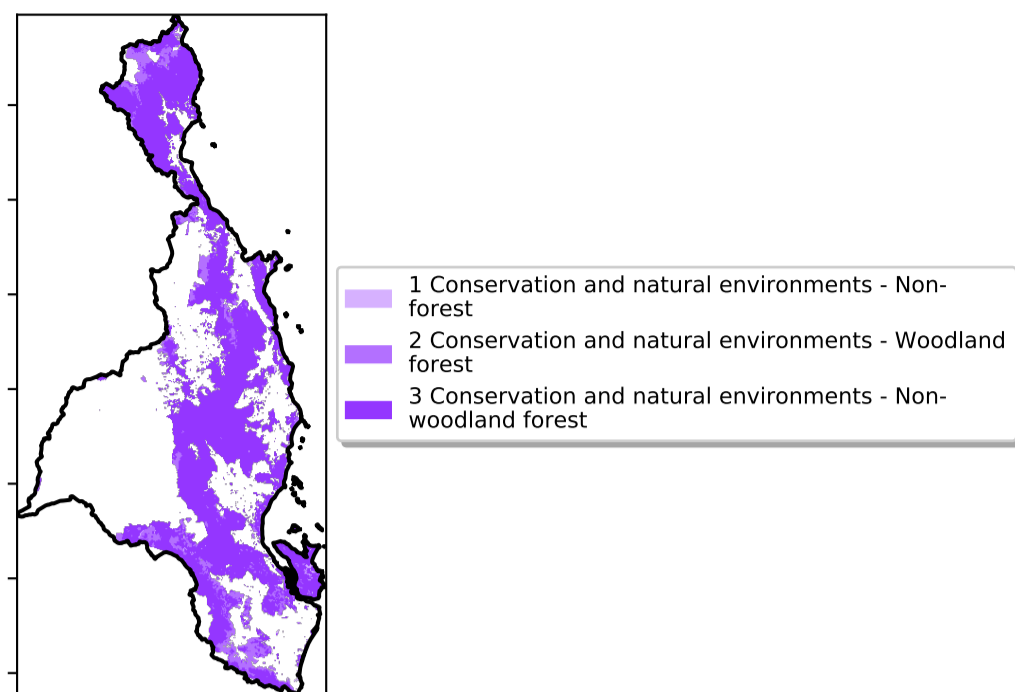 1 Conservation and natural environments - Non-
forest
2 Conservation and natural environments - Woodland
forest
3 Conservation and natural environments - Non-
woodland forest